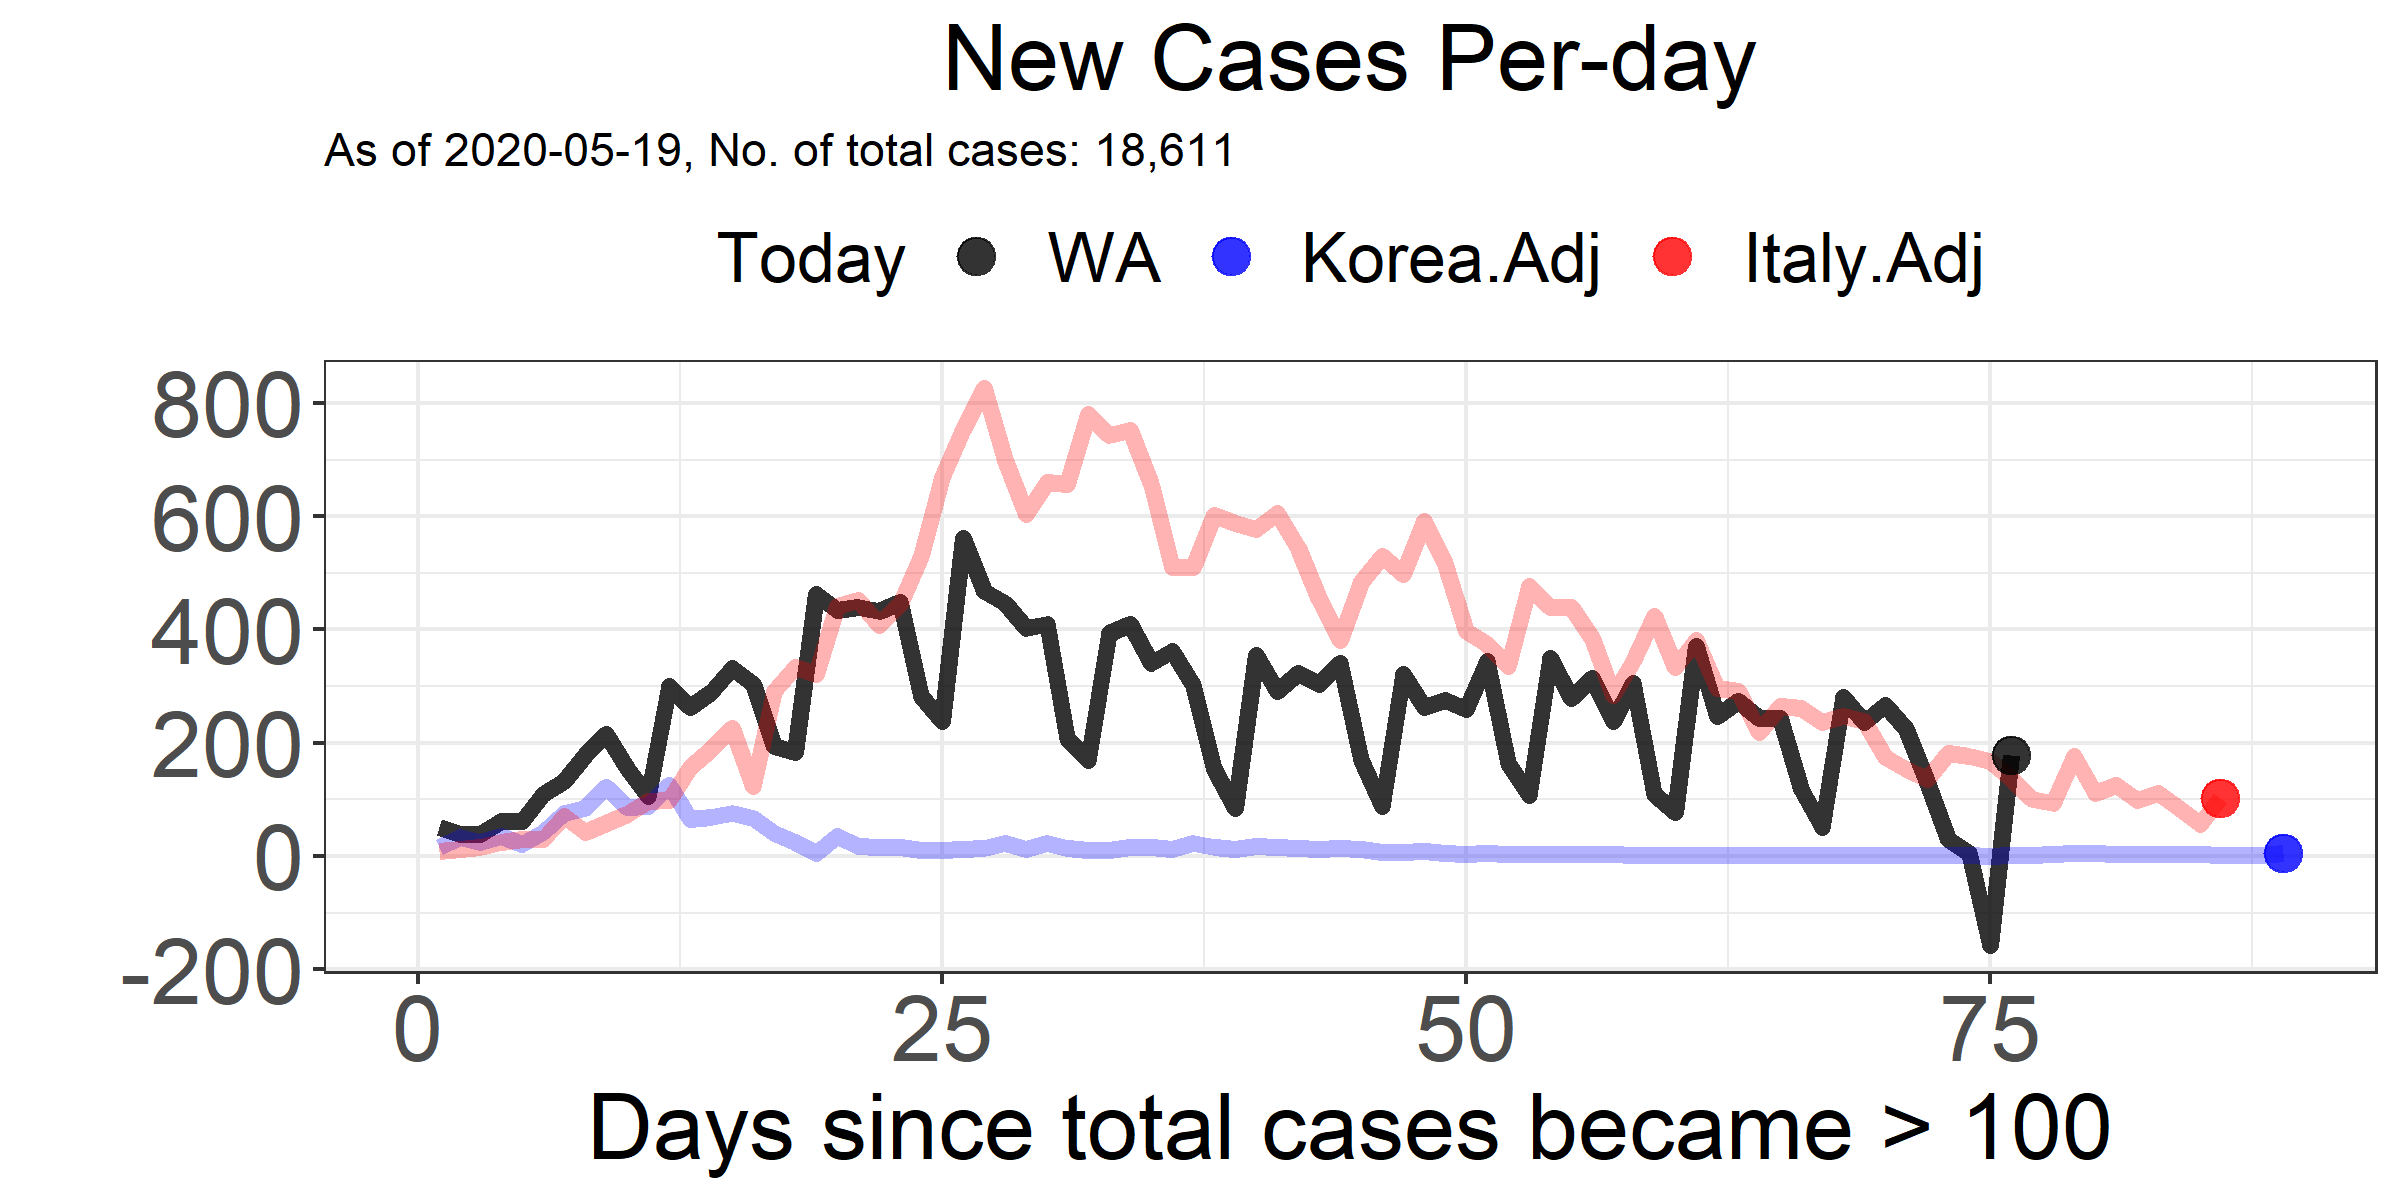 New Cases Per-day
As of 2020-05-19, No. of total cases: 18,611
Today WA Korea.Adj Italy.Adj
800
600
400
200
0
-200
0 25 50 75
Days since total cases became > 100